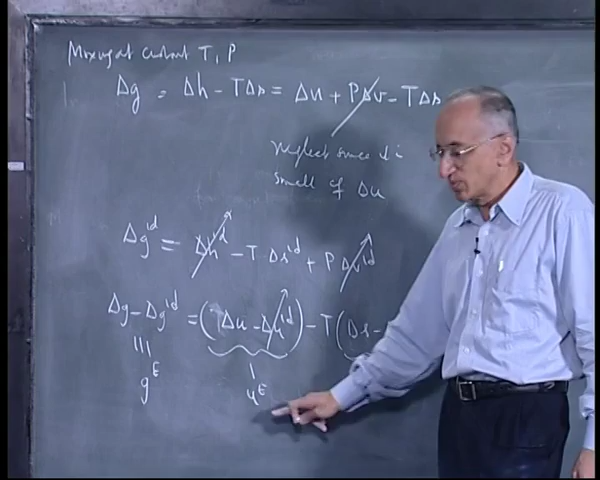 Mixing at constant T, P
Δg = Δh - TΔs = Δu + PΔv - TΔs
neglect since it is
small cf Δu
Δg^id = Δh^id - T Δs^id + P Δv^id
Δg - Δg^id = (Δu - Δu^id) - T(Δs -
g^E u^E